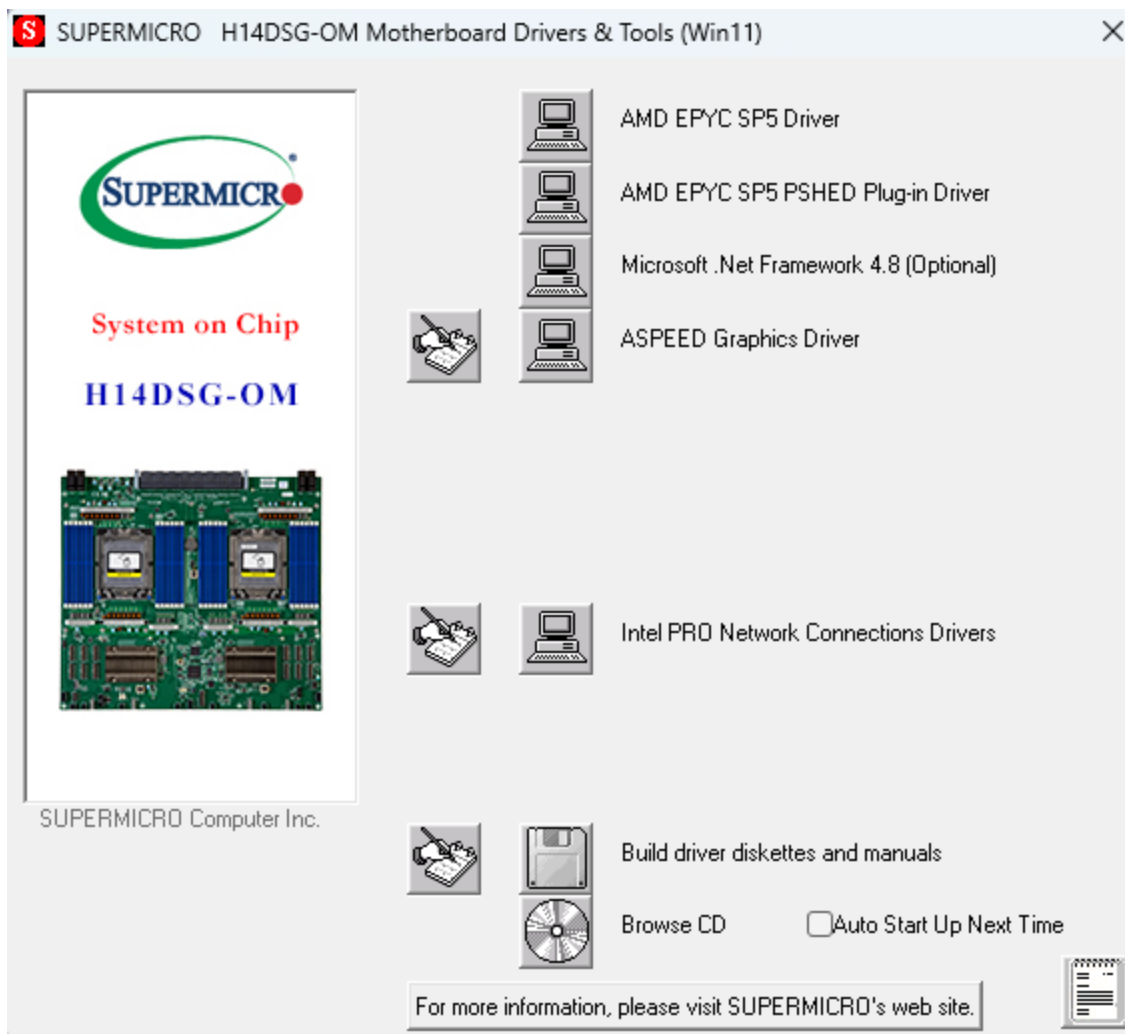 S SUPERMICRO H14DSG-OM Motherboard Drivers & Tools (Win11)
SUPERMICR
System on Chip
H14DSG-OM
SUPERMICRO Computer Inc.
AMD EPYC SP5 Driver
AMD EPYC SP5 PSHED Plug-in Driver
Microsoft .Net Framework 4.8 (Optional)
ASPEED Graphics Driver
Intel PRO Network Connections Drivers
Build driver diskettes and manuals
Browse CD Auto Start Up Next Time
For more information, please visit SUPERMICRO's web site.